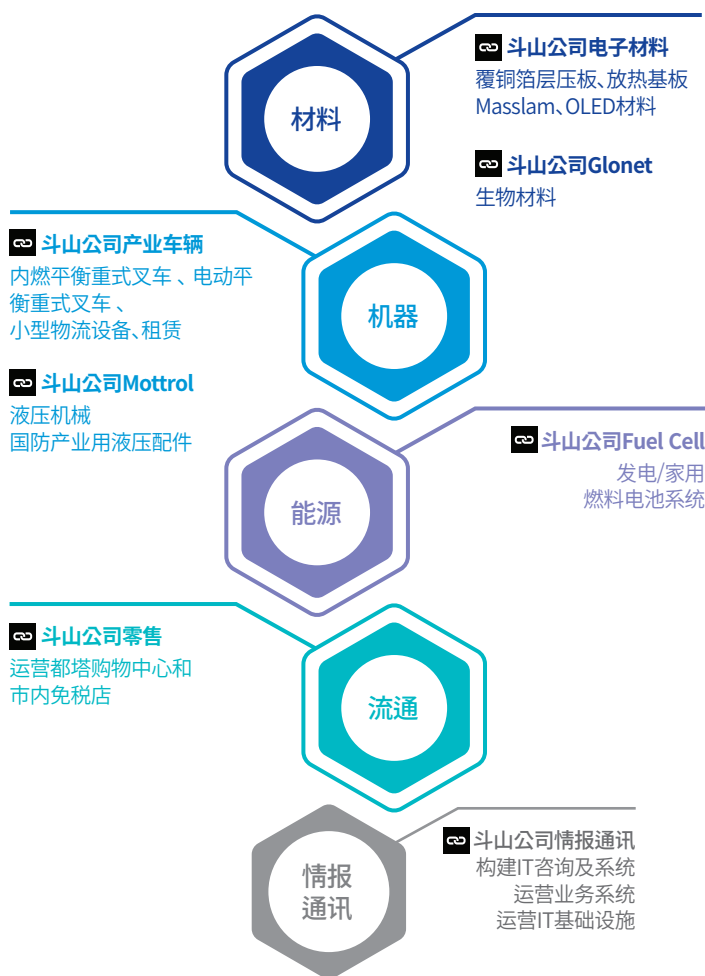 材料
斗山公司电子材料
覆铜箔层压板、放热基板
Masslam、OLED材料
斗山公司Glonet
生物材料
机器
斗山公司产业车辆
内燃平衡重式叉车 、电动平
衡重式叉车 、
小型物流设备、租赁
斗山公司Mottrol
液压机械
国防产业用液压配件
能源
斗山公司Fuel Cell
发电/家用
燃料电池系统
流通
斗山公司零售
运营都塔购物中心和
市内免税店
情报
通讯
斗山公司情报通讯
构建IT咨询及系统
运营业务系统
运营IT基础设施